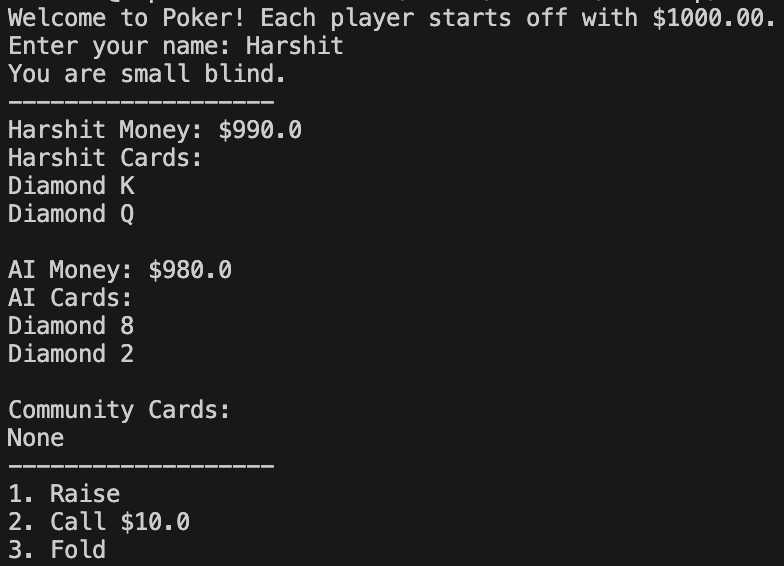 Welcome to Poker! Each player starts off with $1000.00.
Enter your name: Harshit
You are small blind.
-------------------
Harshit Money: $990.0
Harshit Cards:
Diamond K
Diamond Q
AI Money: $980.0
AI Cards:
Diamond 8
Diamond 2
Community Cards:
None
-------------------
1. Raise
2. Call $10.0
3. Fold